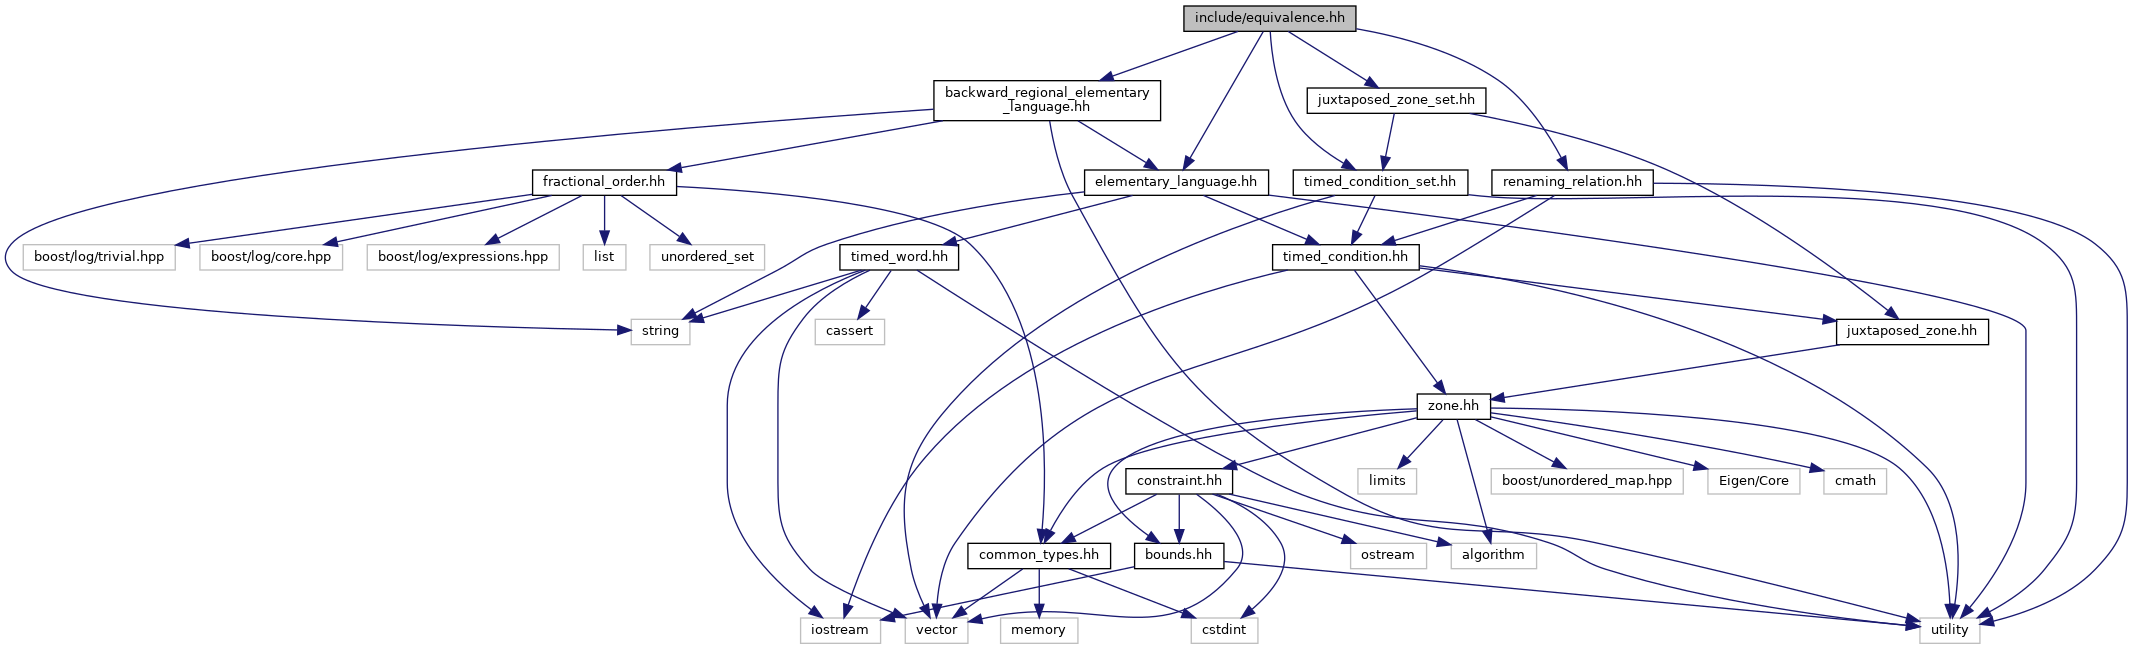 include/equivalence.hh
backward_regional_elementary
_language.hh
juxtaposed_zone_set.hh
fractional_order.hh
elementary_language.hh
timed_condition_set.hh
renaming_relation.hh
boost/log/trivial.hpp
boost/log/core.hpp
boost/log/expressions.hpp
list
unordered_set
timed_word.hh
timed_condition.hh
string
cassert
juxtaposed_zone.hh
zone.hh
constraint.hh
limits
boost/unordered_map.hpp
Eigen/Core
cmath
common_types.hh
bounds.hh
ostream
algorithm
iostream
vector
memory
cstdint
utility